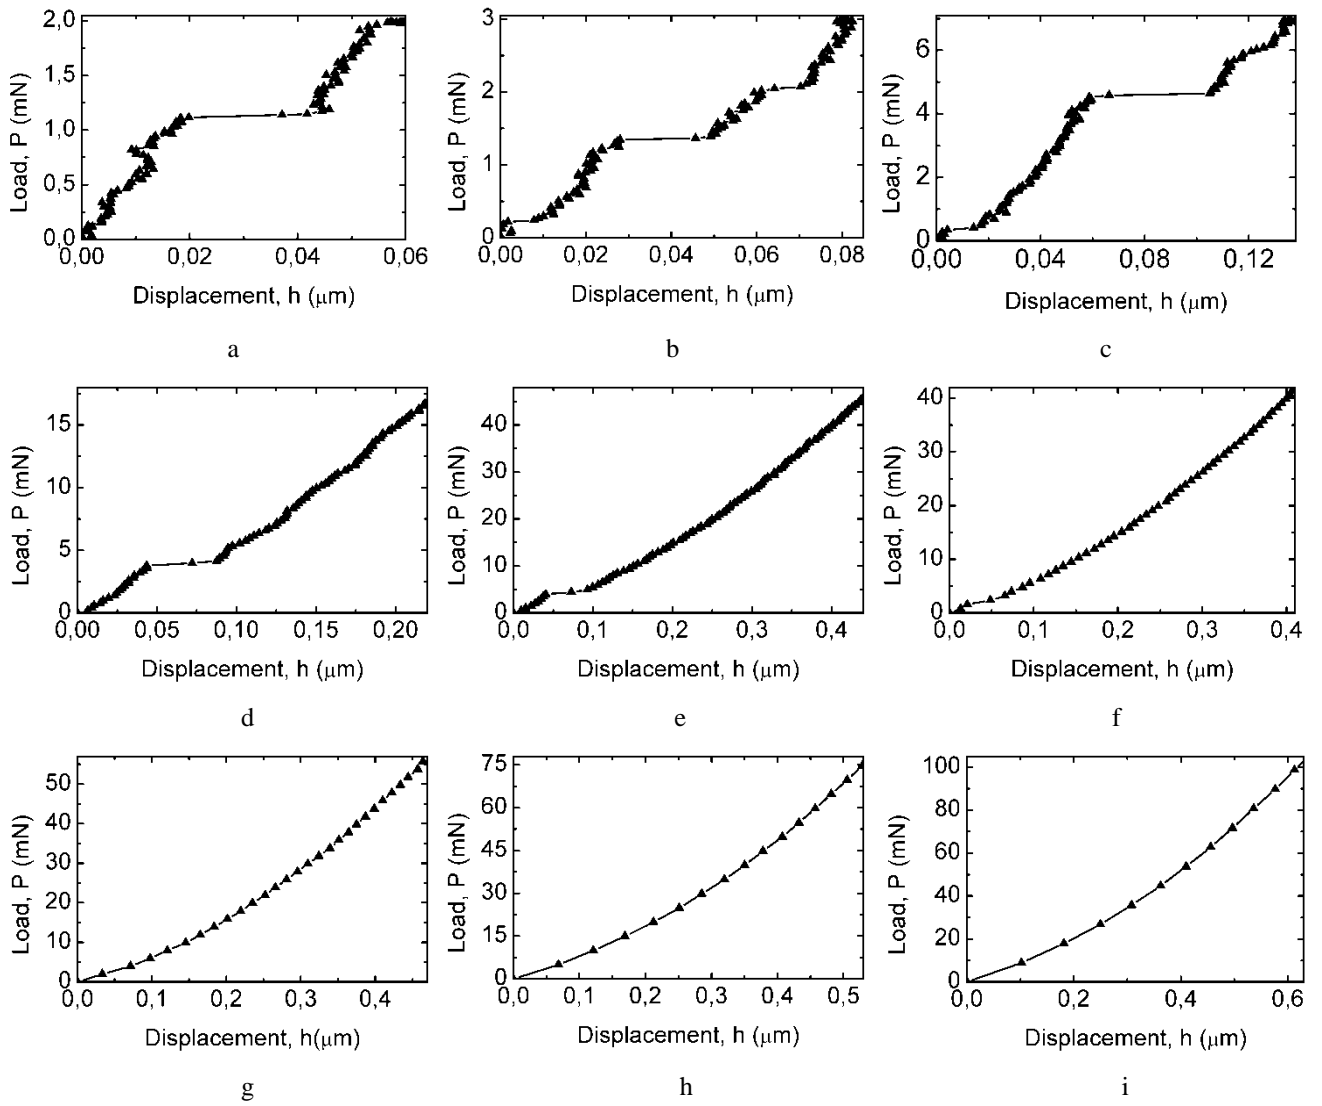 2,0
1,5
1,0
0,5
0,0
Load, P (mN)
0,00 0,02 0,04 0,06
Displacement, h (μm)
a
3
2
1
0
Load, P (mN)
0,00 0,02 0,04 0,06 0,08
Displacement, h (μm)
b
6
4
2
0
Load, P (mN)
0,00 0,04 0,08 0,12
Displacement, h (μm)
c
15
10
5
0
Load, P (mN)
0,00 0,05 0,10 0,15 0,20
Displacement, h (μm)
d
40
30
20
10
0
Load, P (mN)
0,0 0,1 0,2 0,3 0,4
Displacement, h (μm)
e
40
30
20
10
0
Load, P (mN)
0,0 0,1 0,2 0,3 0,4
Displacement, h (μm)
f
50
40
30
20
10
0
Load, P (mN)
0,0 0,1 0,2 0,3 0,4
Displacement, h(μm)
g
75
60
45
30
15
0
Load, P (mN)
0,0 0,1 0,2 0,3 0,4 0,5
Displacement, h (μm)
h
100
80
60
40
20
0
Load, P (mN)
0,0 0,2 0,4 0,6
Displacement, h (μm)
i